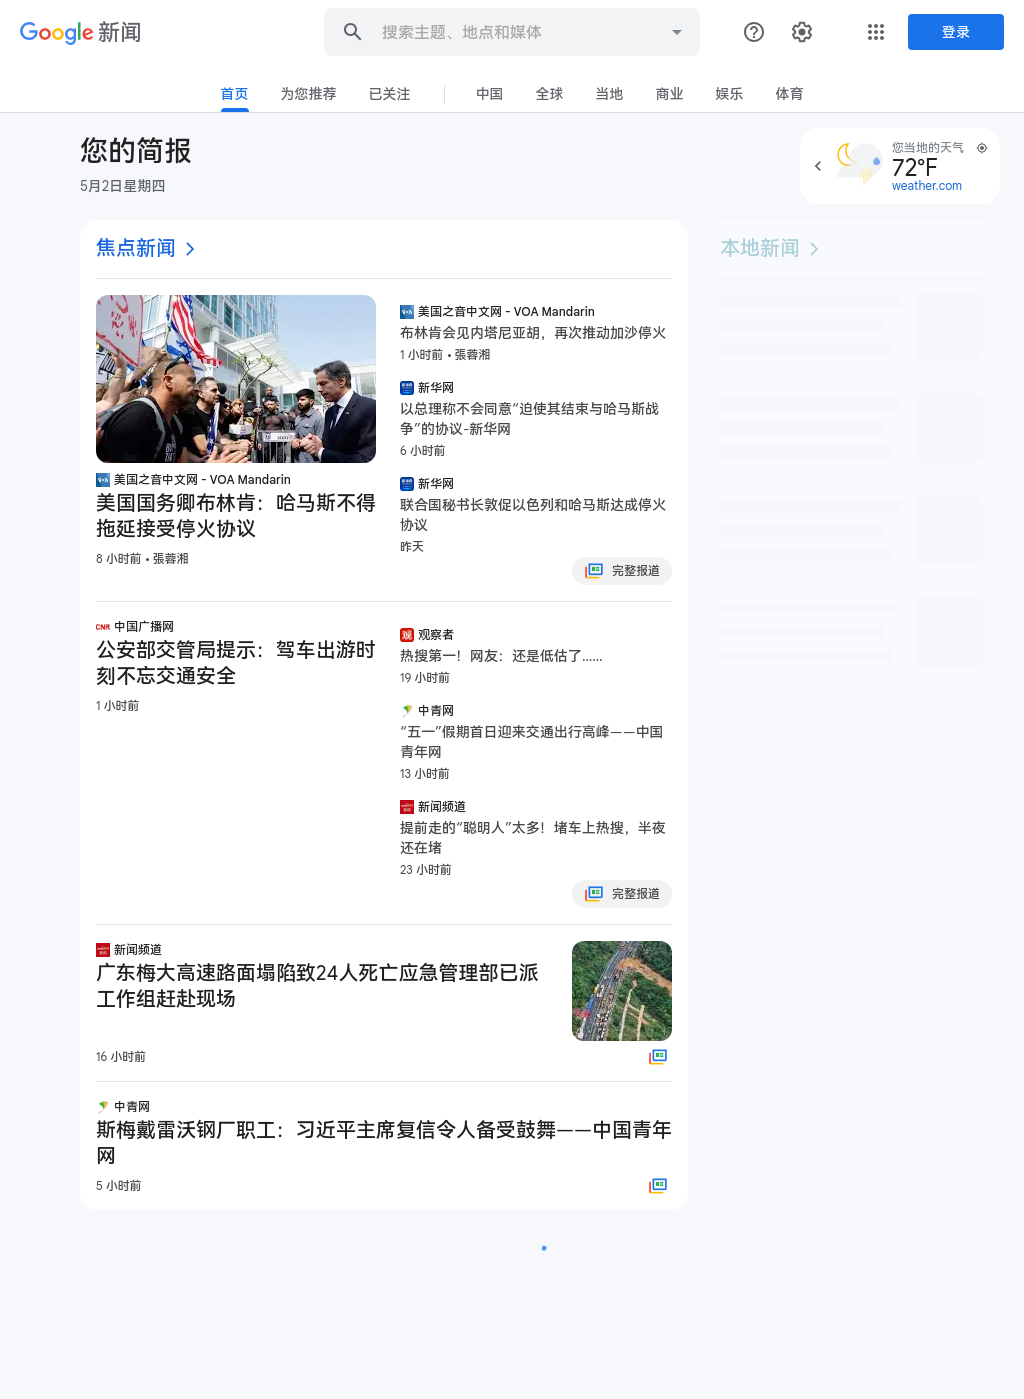 Google 新闻
搜索主题、地点和媒体
登录
首页 为您推荐 已关注 中国 全球 当地 商业 娱乐 体育
您的简报
5月2日星期四
您当地的天气
72°F
weather.com
焦点新闻
本地新闻
美国之音中文网 - VOA Mandarin
美国国务卿布林肯：哈马斯不得
拖延接受停火协议
8 小时前 • 張蓉湘
VOA 美国之音中文网 - VOA Mandarin
布林肯会见内塔尼亚胡，再次推动加沙停火
1 小时前 • 張蓉湘
新华网
以总理称不会同意“迫使其结束与哈马斯战
争”的协议-新华网
6 小时前
新华网
联合国秘书长敦促以色列和哈马斯达成停火
协议
昨天
完整报道
CNR 中国广播网
公安部交管局提示：驾车出游时
刻不忘交通安全
1 小时前
观 观察者
热搜第一！网友：还是低估了……
19 小时前
中青网
“五一”假期首日迎来交通出行高峰——中国
青年网
13 小时前
新闻频道
提前走的“聪明人”太多！堵车上热搜，半夜
还在堵
23 小时前
完整报道
新闻频道
广东梅大高速路面塌陷致24人死亡应急管理部已派
工作组赶赴现场
16 小时前
中青网
斯梅戴雷沃钢厂职工：习近平主席复信令人备受鼓舞——中国青年
网
5 小时前